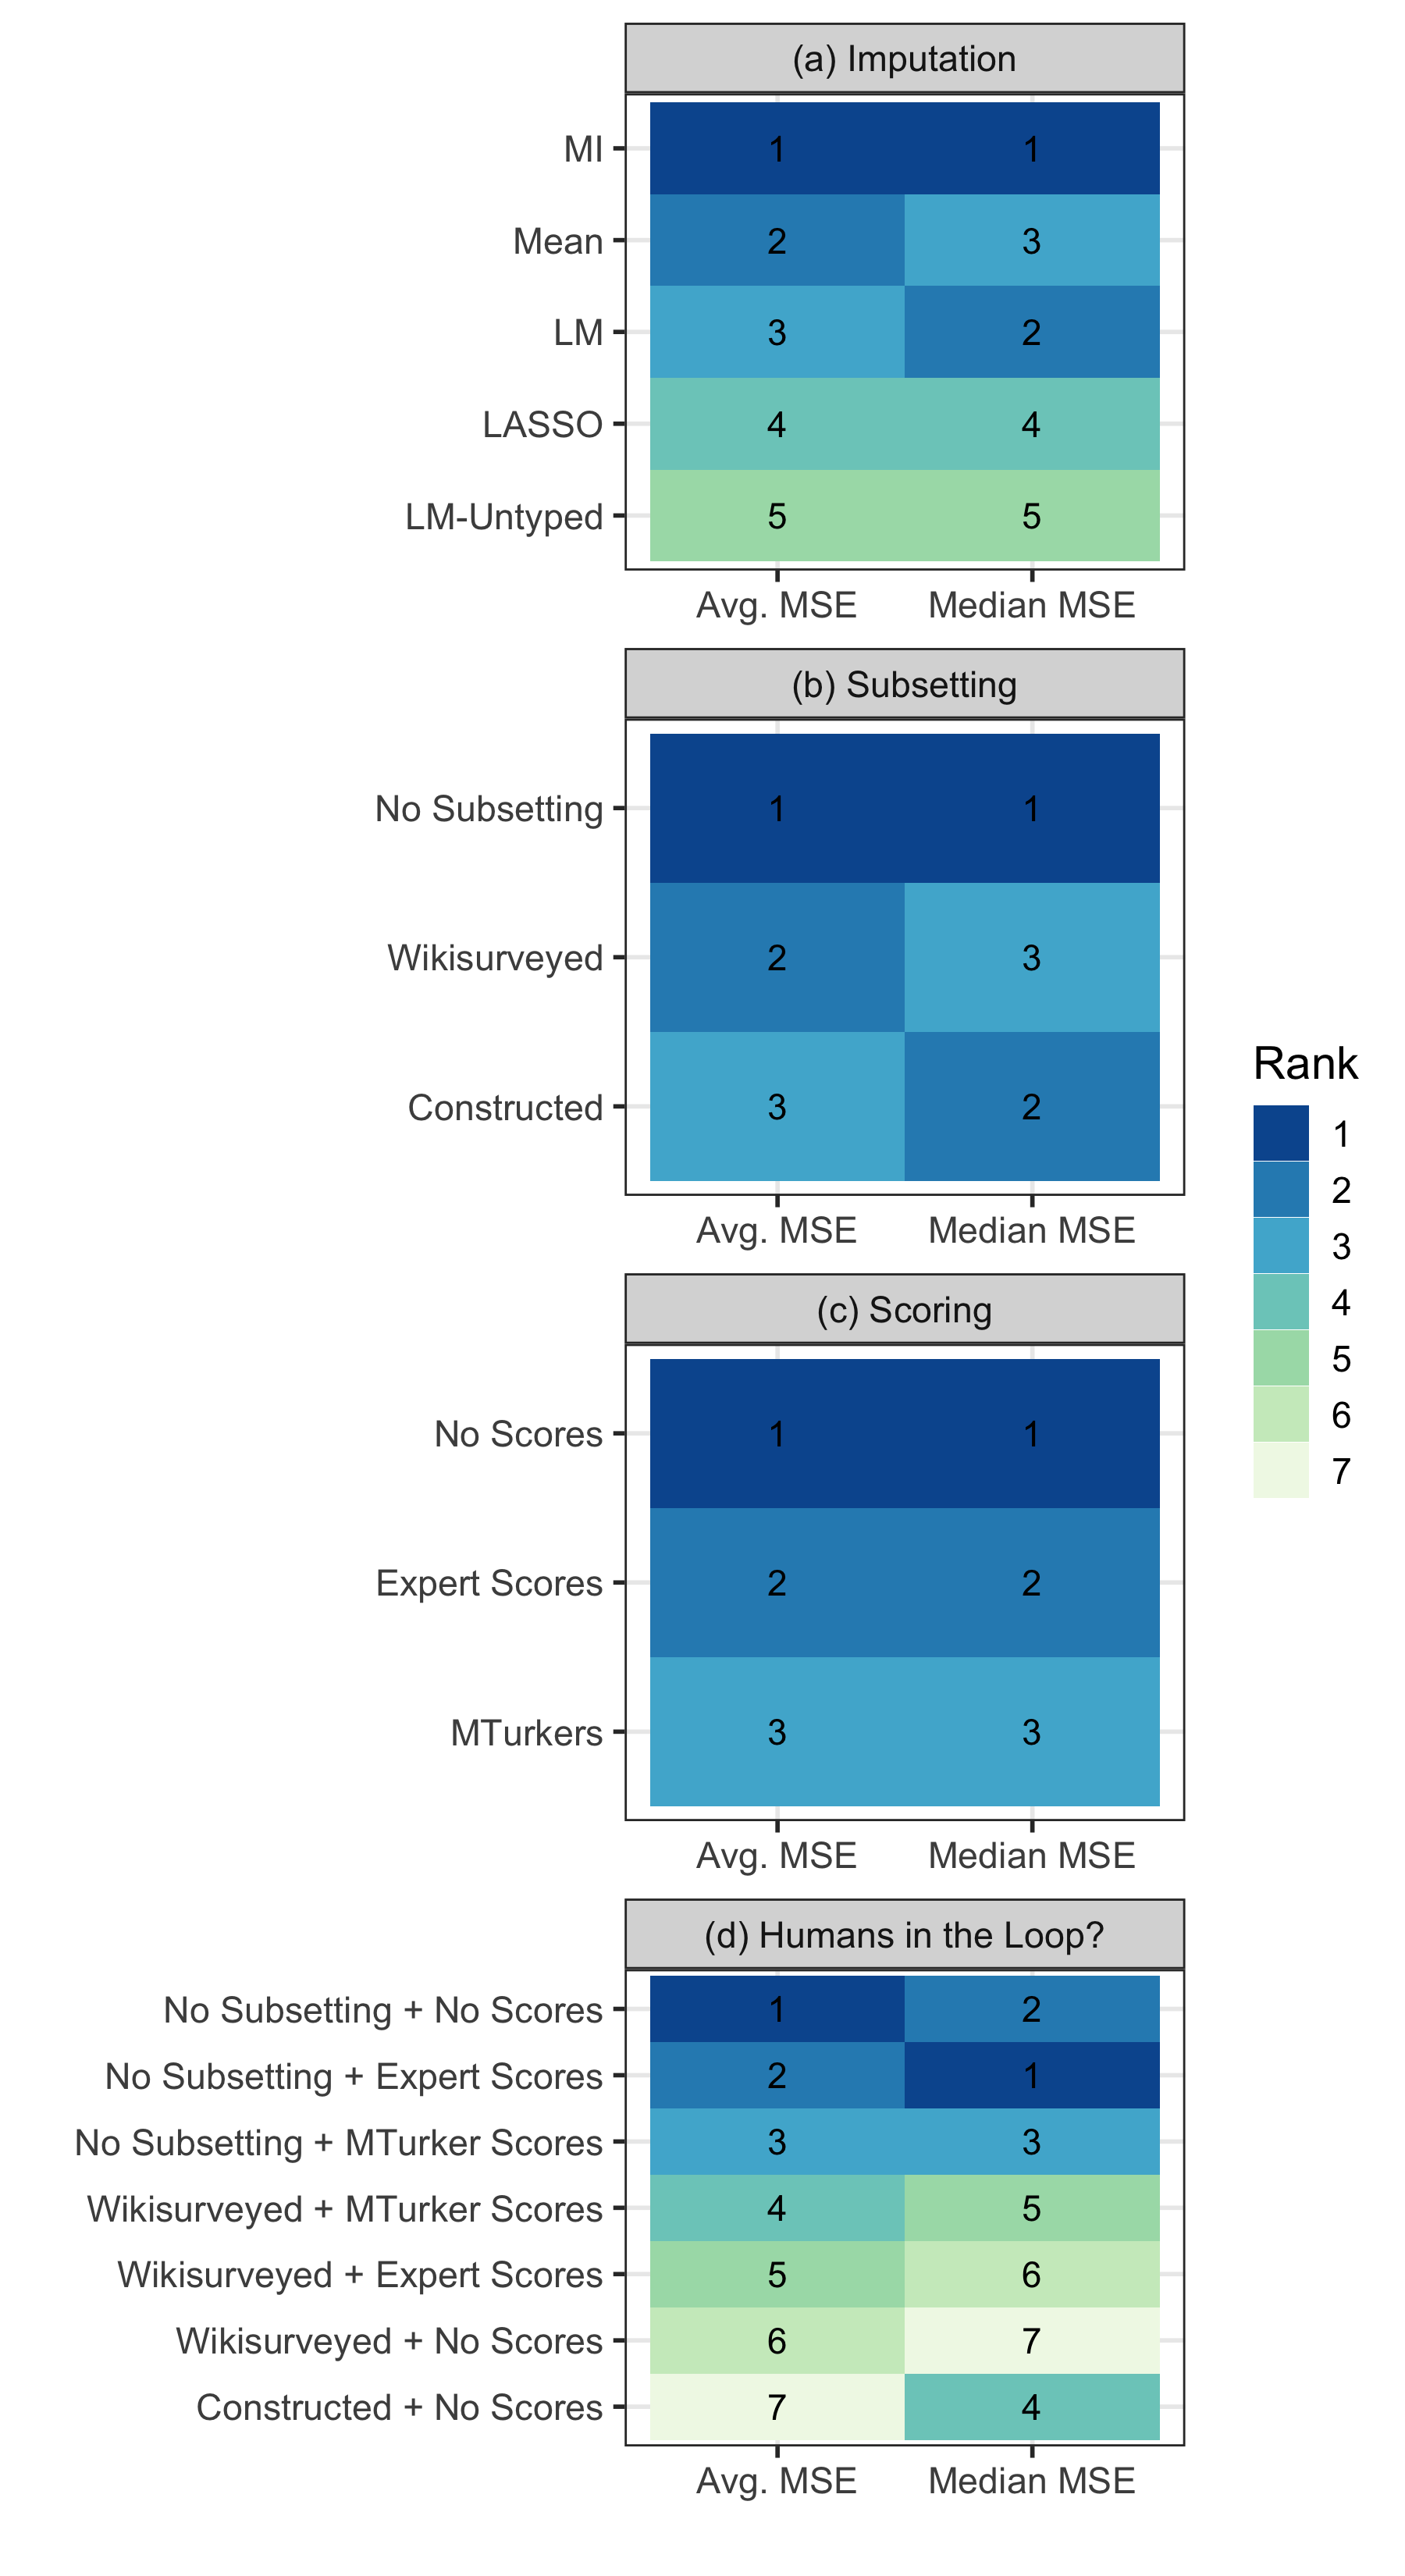 (a) Imputation
MI 1 1
Mean 2 3
LM 3 2
LASSO 4 4
LM-Untyped 5 5
Avg. MSE Median MSE
(b) Subsetting
No Subsetting 1 1
Wikisurveyed 2 3
Constructed 3 2
Avg. MSE Median MSE
(c) Scoring
No Scores 1 1
Expert Scores 2 2
MTurkers 3 3
Avg. MSE Median MSE
(d) Humans in the Loop?
No Subsetting + No Scores 1 2
No Subsetting + Expert Scores 2 1
No Subsetting + MTurker Scores 3 3
Wikisurveyed + MTurker Scores 4 5
Wikisurveyed + Expert Scores 5 6
Wikisurveyed + No Scores 6 7
Constructed + No Scores 7 4
Avg. MSE Median MSE
Rank
1
2
3
4
5
6
7